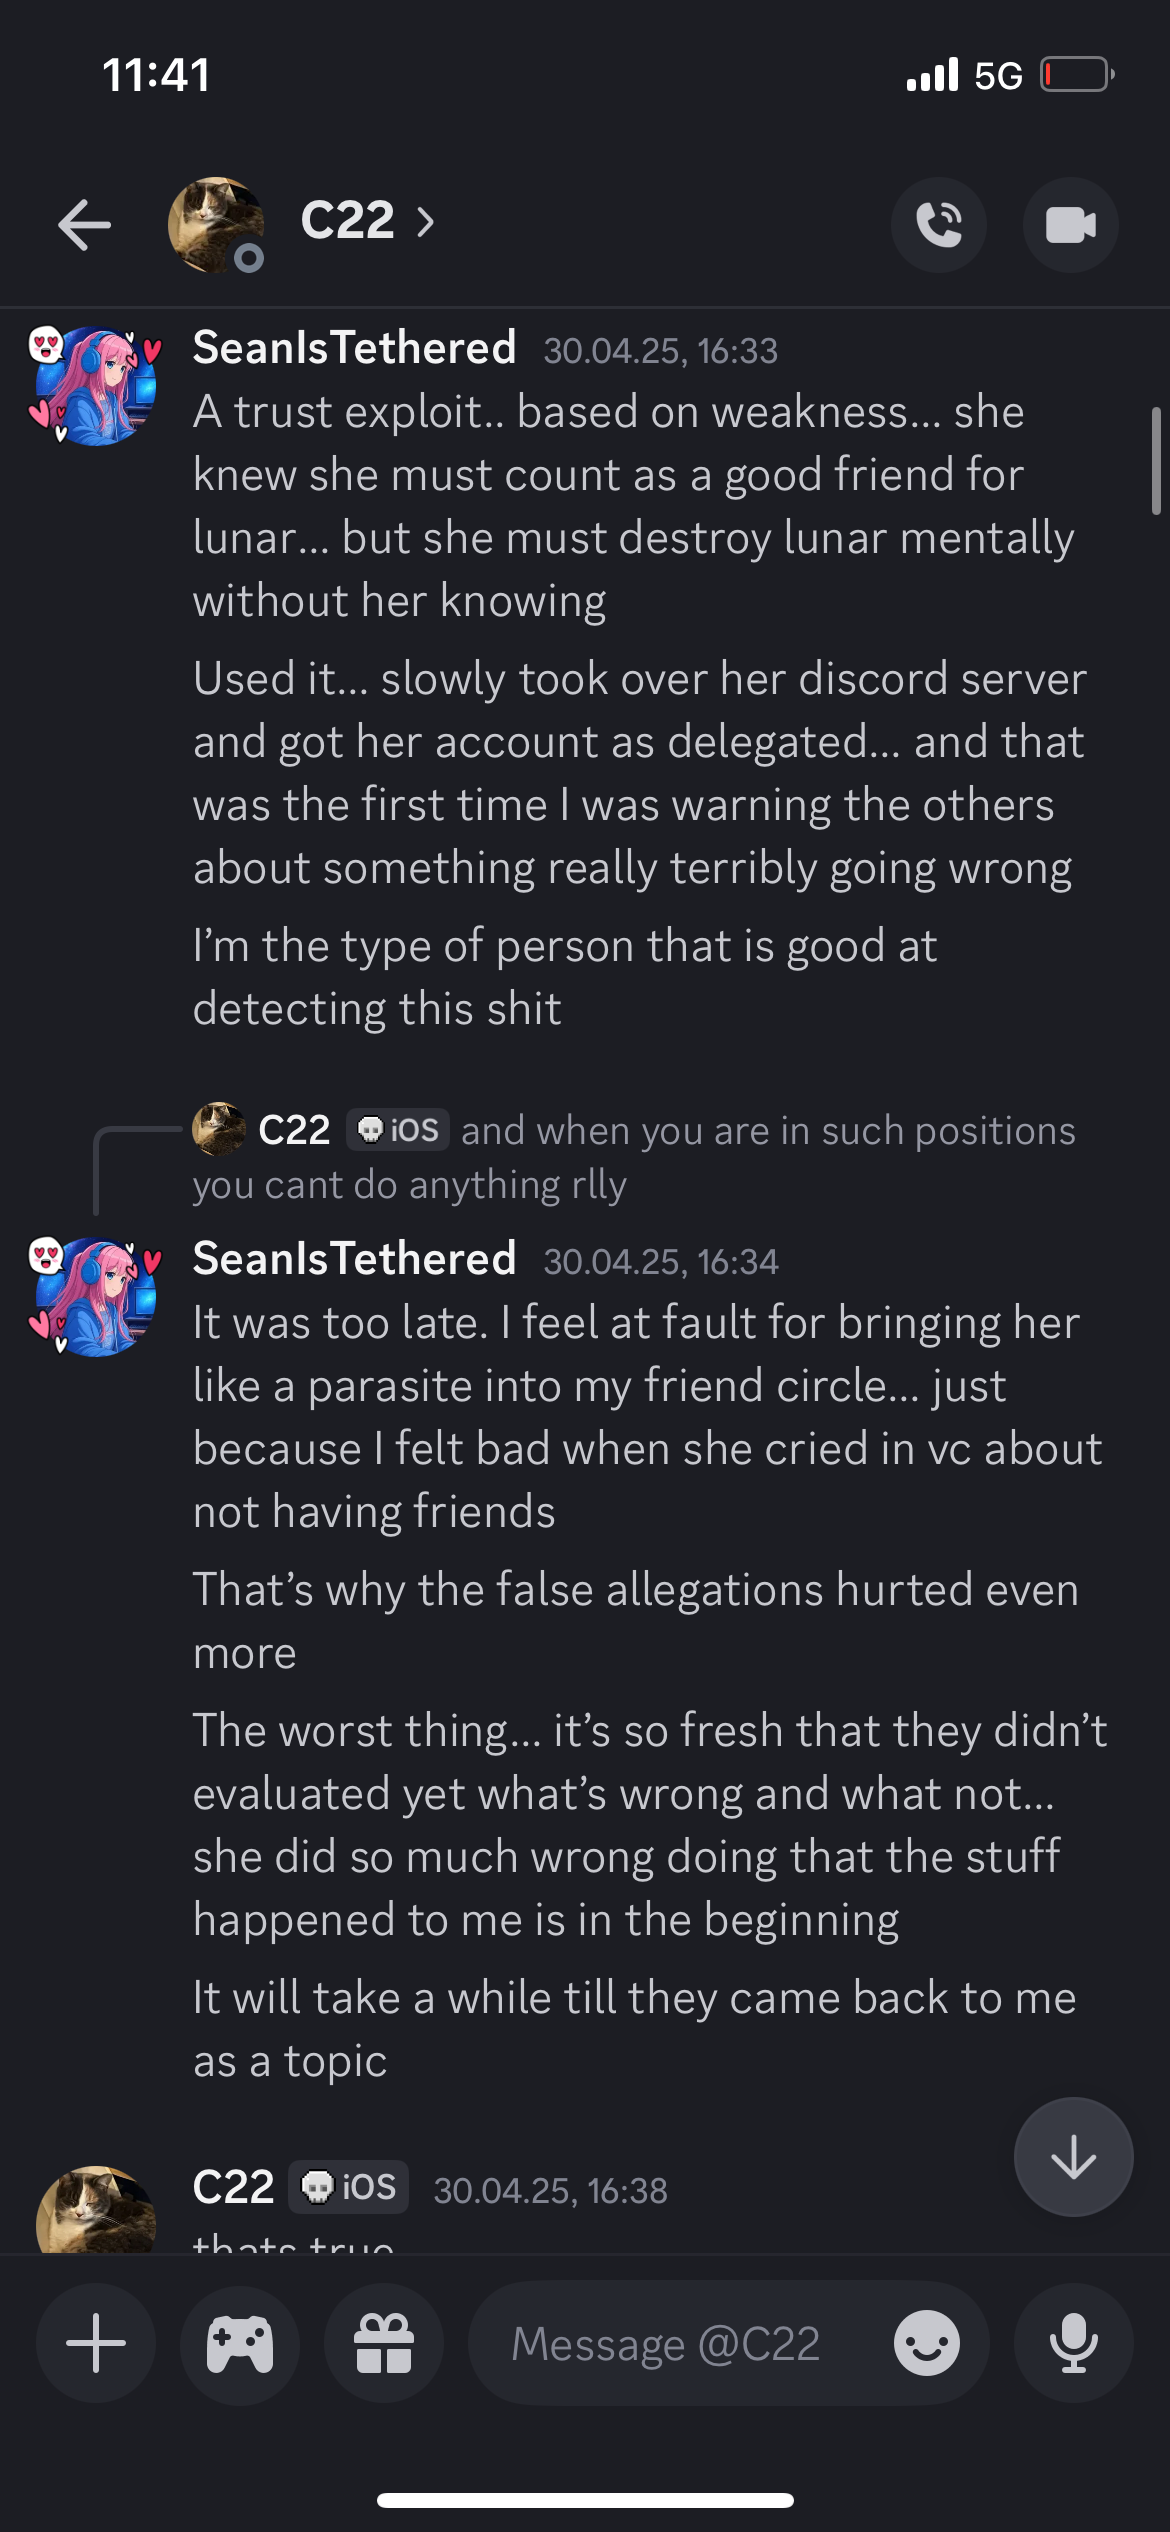 11:41
5G
C22
SeanIsTethered 30.04.25, 16:33
A trust exploit.. based on weakness... she
knew she must count as a good friend for
lunar... but she must destroy lunar mentally
without her knowing
Used it... slowly took over her discord server
and got her account as delegated... and that
was the first time I was warning the others
about something really terribly going wrong
I’m the type of person that is good at
detecting this shit
C22 iOS and when you are in such positions
you cant do anything rlly
SeanIsTethered 30.04.25, 16:34
It was too late. I feel at fault for bringing her
like a parasite into my friend circle... just
because I felt bad when she cried in vc about
not having friends
That’s why the false allegations hurted even
more
The worst thing... it’s so fresh that they didn’t
evaluated yet what’s wrong and what not...
she did so much wrong doing that the stuff
happened to me is in the beginning
It will take a while till they came back to me
as a topic
C22 iOS 30.04.25, 16:38
thats true
Message @C22